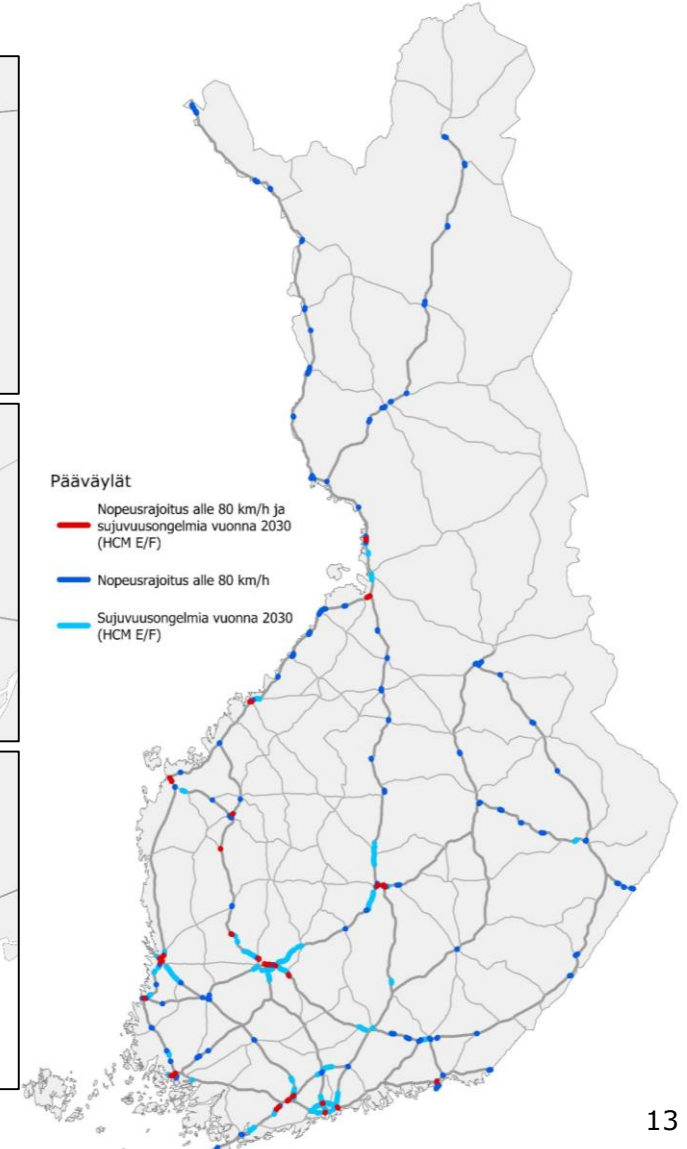 Pääväylät
Nopeusrajoitus alle 80 km/h ja
sujuvuusongelmia vuonna 2030
(HCM E/F)
Nopeusrajoitus alle 80 km/h
Sujuvuusongelmia vuonna 2030
(HCM E/F)
13